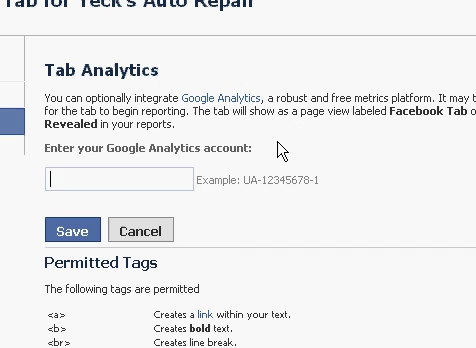 Tab for Yeck's Auto Repair
Tab Analytics
You can optionally integrate Google Analytics, a robust and free metrics platform. It may t
for the tab to begin reporting. The tab will show as a page view labeled Facebook Tab o
Revealed in your reports.
Enter your Google Analytics account:
Example: UA-12345678-1
Save Cancel
Permitted Tags
The following tags are permitted
<a> Creates a link within your text.
<b> Creates bold text.
<br> Creates line break.